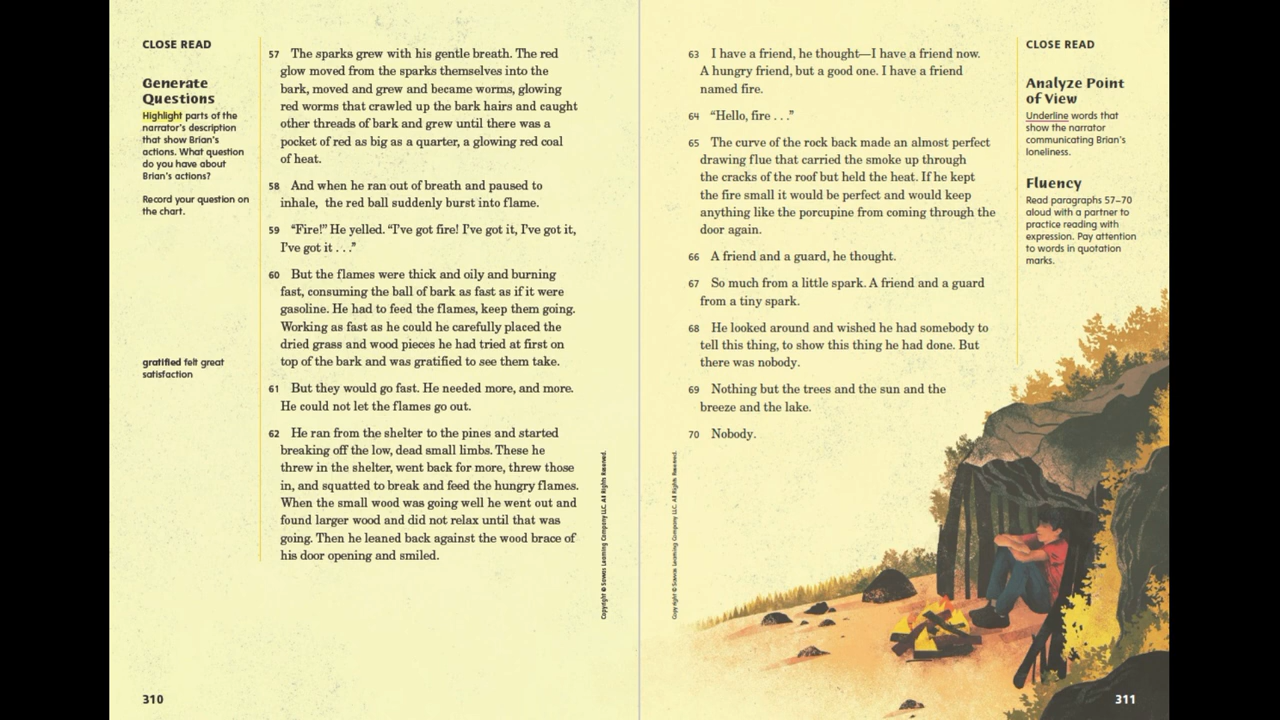 CLOSE READ
Generate
Questions
Highlight parts of the
narrator's description
that show Brian's
actions. What question
do you have about
Brian's actions?
Record your question on
the chart.
gratified felt great
satisfaction
57 The sparks grew with his gentle breath. The red
glow moved from the sparks themselves into the
bark, moved and grew and became worms, glowing
red worms that crawled up the bark hairs and caught
other threads of bark and grew until there was a
pocket of red as big as a quarter, a glowing red coal
of heat.
58 And when he ran out of breath and paused to
inhale, the red ball suddenly burst into flame.
59 “Fire!” He yelled. “I've got fire! I've got it, I've got it,
I've got it . . .”
60 But the flames were thick and oily and burning
fast, consuming the ball of bark as fast as if it were
gasoline. He had to feed the flames, keep them going.
Working as fast as he could he carefully placed the
dried grass and wood pieces he had tried at first on
top of the bark and was gratified to see them take.
61 But they would go fast. He needed more, and more.
He could not let the flames go out.
62 He ran from the shelter to the pines and started
breaking off the low, dead small limbs. These he
threw in the shelter, went back for more, threw those
in, and squatted to break and feed the hungry flames.
When the small wood was going well he went out and
found larger wood and did not relax until that was
going. Then he leaned back against the wood brace of
his door opening and smiled.
Copyright © Savvas Learning Company LLC. All Rights Reserved.
310
63 I have a friend, he thought—I have a friend now.
A hungry friend, but a good one. I have a friend
named fire.
64 “Hello, fire . . .”
65 The curve of the rock back made an almost perfect
drawing flue that carried the smoke up through
the cracks of the roof but held the heat. If he kept
the fire small it would be perfect and would keep
anything like the porcupine from coming through the
door again.
66 A friend and a guard, he thought.
67 So much from a little spark. A friend and a guard
from a tiny spark.
68 He looked around and wished he had somebody to
tell this thing, to show this thing he had done. But
there was nobody.
69 Nothing but the trees and the sun and the
breeze and the lake.
70 Nobody.
Copyright © Savvas Learning Company LLC. All Rights Reserved.
CLOSE READ
Analyze Point
of View
Underline words that
show the narrator
communicating Brian's
loneliness.
Fluency
Read paragraphs 57–70
aloud with a partner to
practice reading with
expression. Pay attention
to words in quotation
marks.
311